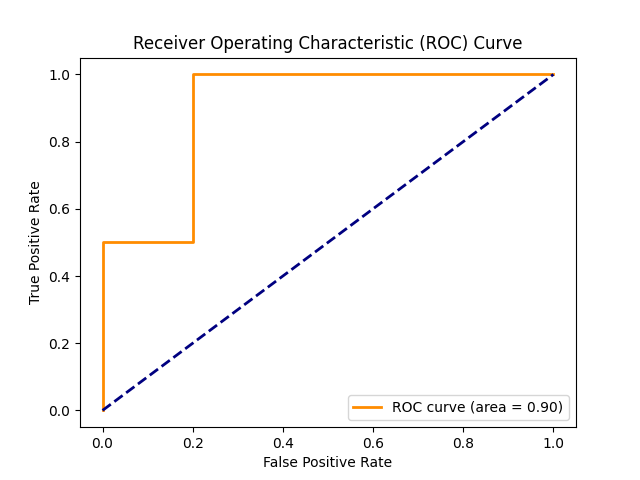 Receiver Operating Characteristic (ROC) Curve
1.0
0.8
0.6
0.4
0.2
0.0
True Positive Rate
ROC curve (area = 0.90)
0.0 0.2 0.4 0.6 0.8 1.0
False Positive Rate